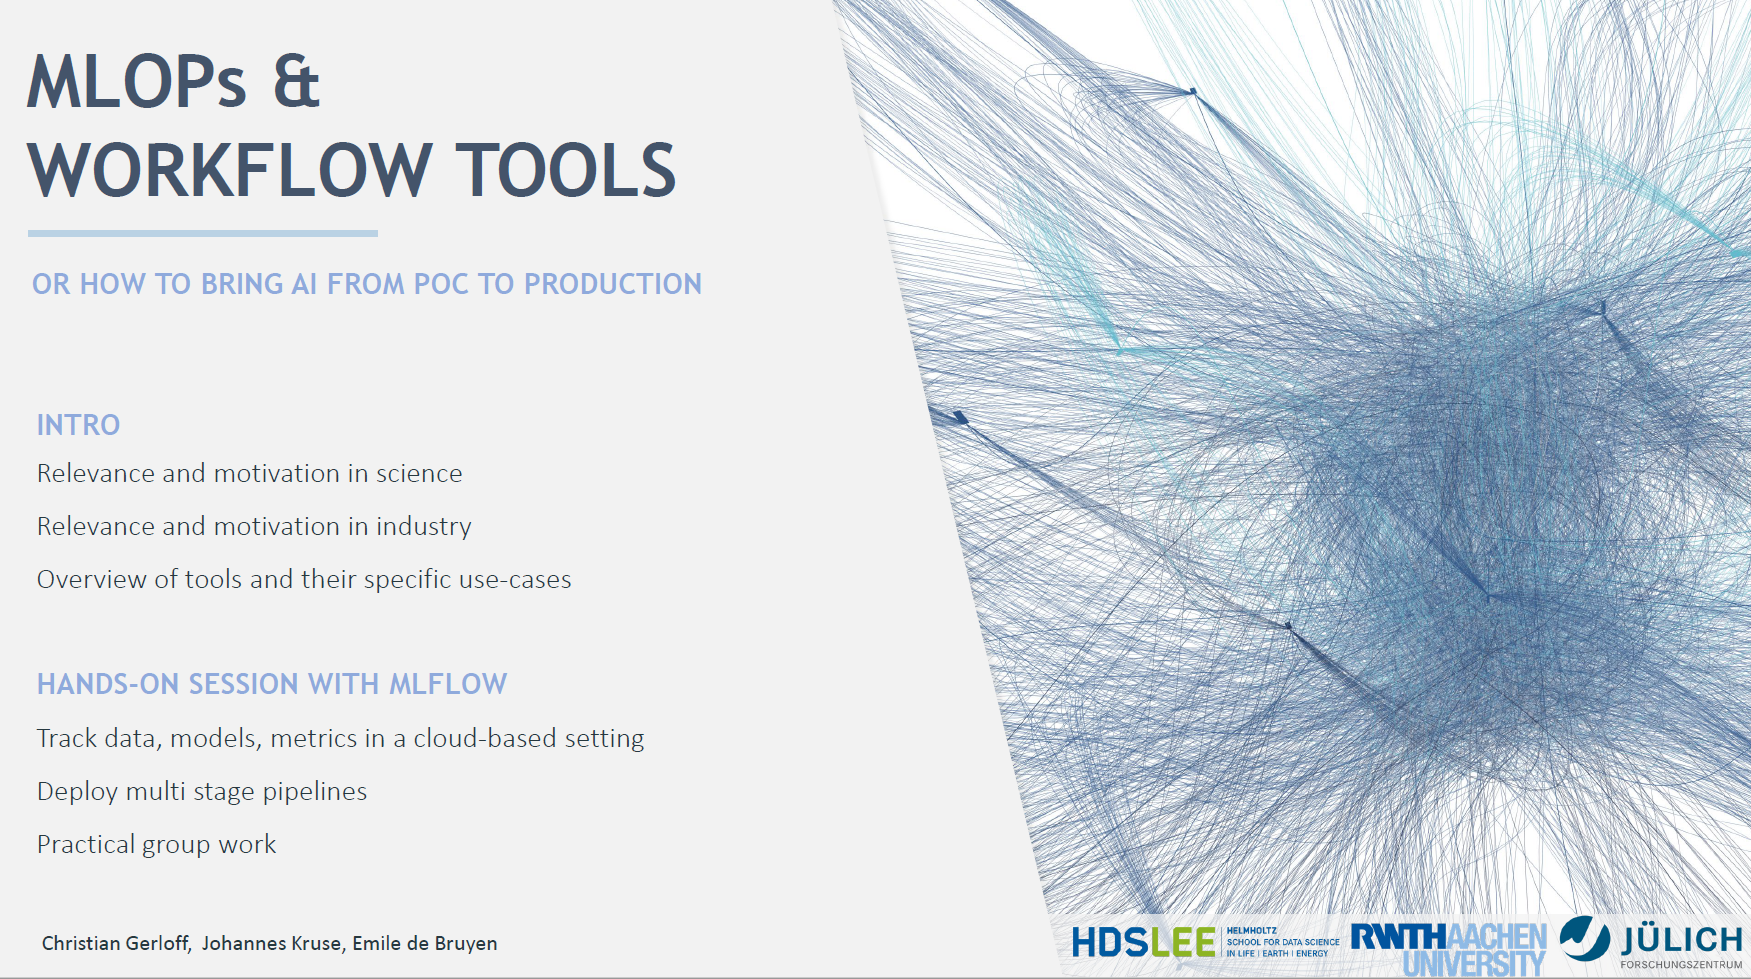 MLOPs &
WORKFLOW TOOLS
OR HOW TO BRING AI FROM POC TO PRODUCTION
INTRO
Relevance and motivation in science
Relevance and motivation in industry
Overview of tools and their specific use-cases
HANDS-ON SESSION WITH MLFLOW
Track data, models, metrics in a cloud-based setting
Deploy multi stage pipelines
Practical group work
Christian Gerloff, Johannes Kruse, Emile de Bruyen
HDSLEE
HELMHOLTZ
SCHOOL FOR DATA SCIENCE
IN LIFE | EARTH | ENERGY
RWTHAACHEN
UNIVERSITY
JÜLICH
FORSCHUNGSZENTRUM